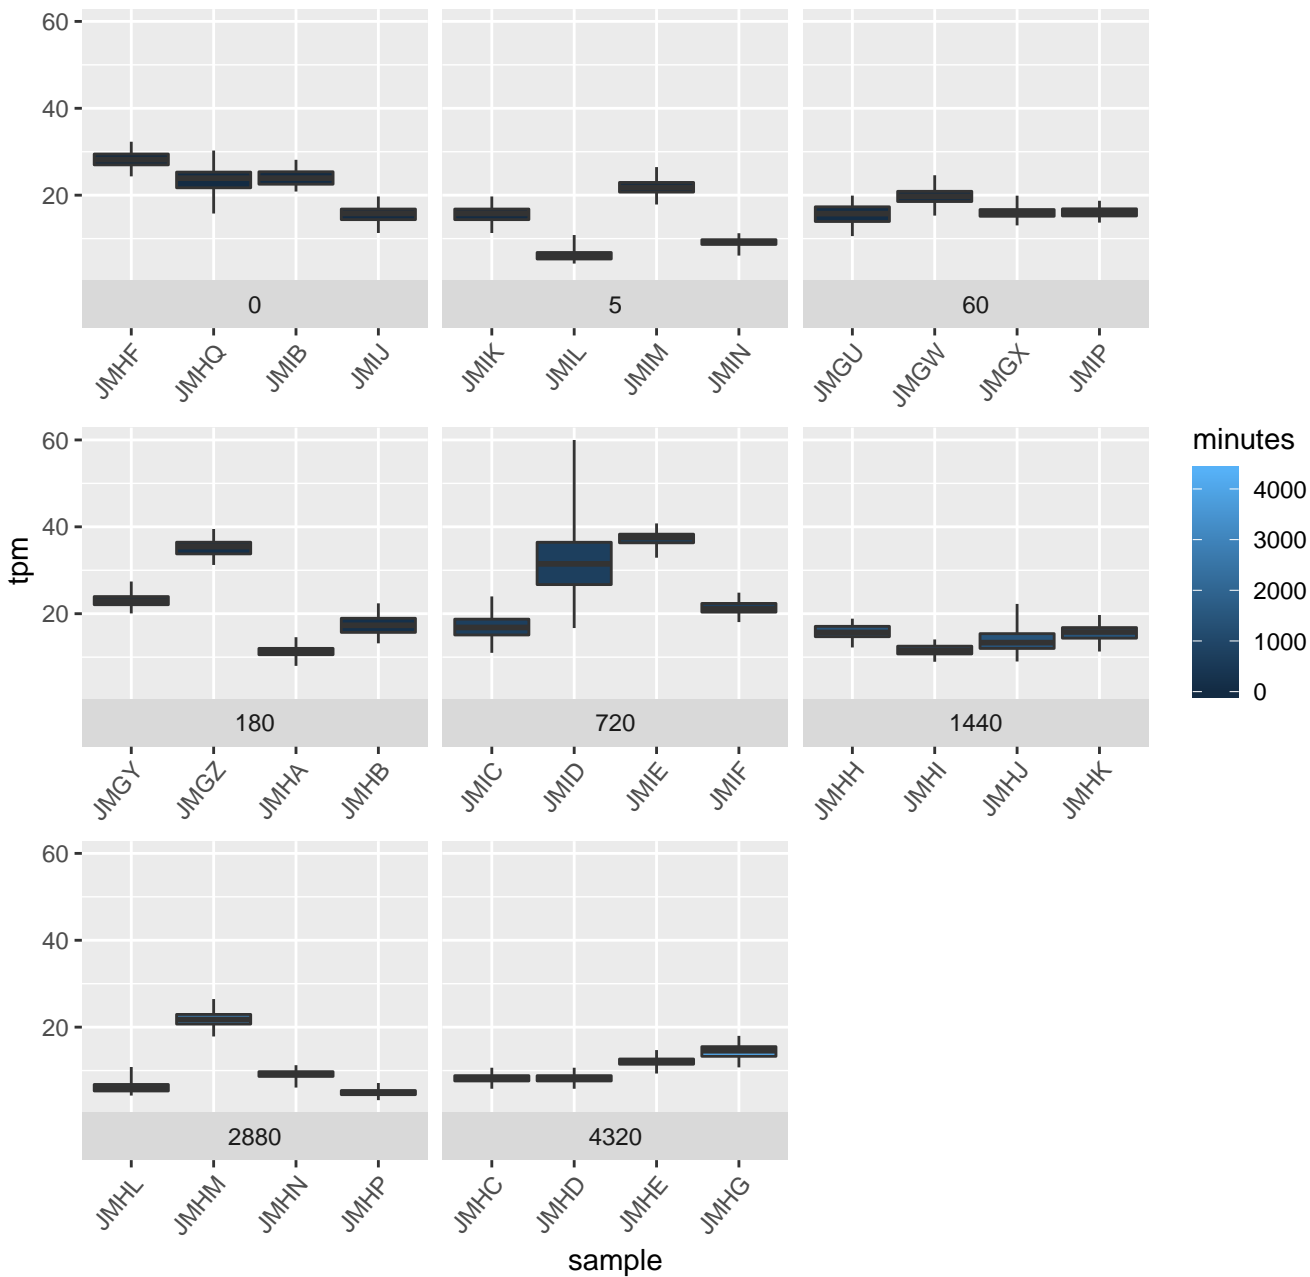 60
40
20
0
5
60
JMHF JMHQ JMIB JMIJ
JMIK JMIL JMIM JMIN
JMGU JMGW JMGX JMIP
tpm
60
40
20
180
720
1440
JMGY JMGZ JMHA JMHB
JMIC JMID JMIE JMIF
JMHH JMHI JMHJ JMHK
minutes
4000
3000
2000
1000
0
60
40
20
2880
4320
JMHL JMHM JMHN JMHP
JMHC JMHD JMHE JMHG
sample